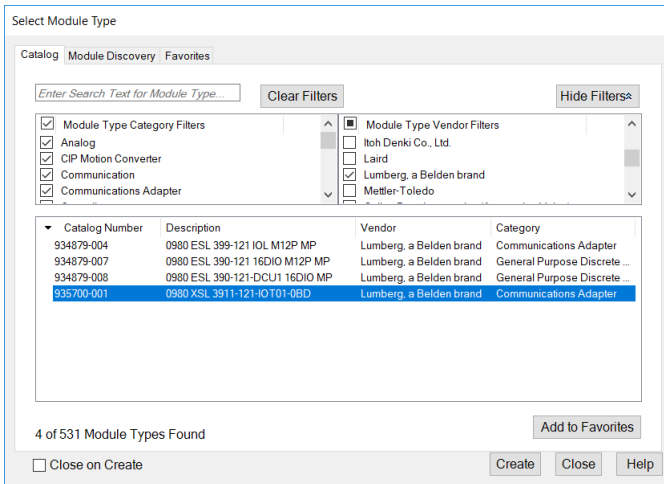 Select Module Type
Catalog Module Discovery Favorites
Enter Search Text for Module Type... Clear Filters Hide Filters
Module Type Category Filters Module Type Vendor Filters
Analog Itoh Denki Co., Ltd.
CIP Motion Converter Laird
Communication Lumberg, a Belden brand
Communications Adapter Mettler-Toledo
Catalog Number Description Vendor Category
934879-004 0980 ESL 399-121 IOL M12P MP Lumberg, a Belden brand Communications Adapter
934879-007 0980 ESL 390-121 16DIO M12P MP Lumberg, a Belden brand General Purpose Discrete ...
934879-008 0980 ESL 390-121-DCU1 16DIO MP Lumberg, a Belden brand General Purpose Discrete ...
935700-001 0980 XSL 3911-121-IOT01-0BD Lumberg, a Belden brand Communications Adapter
4 of 531 Module Types Found Add to Favorites
Close on Create Create Close Help